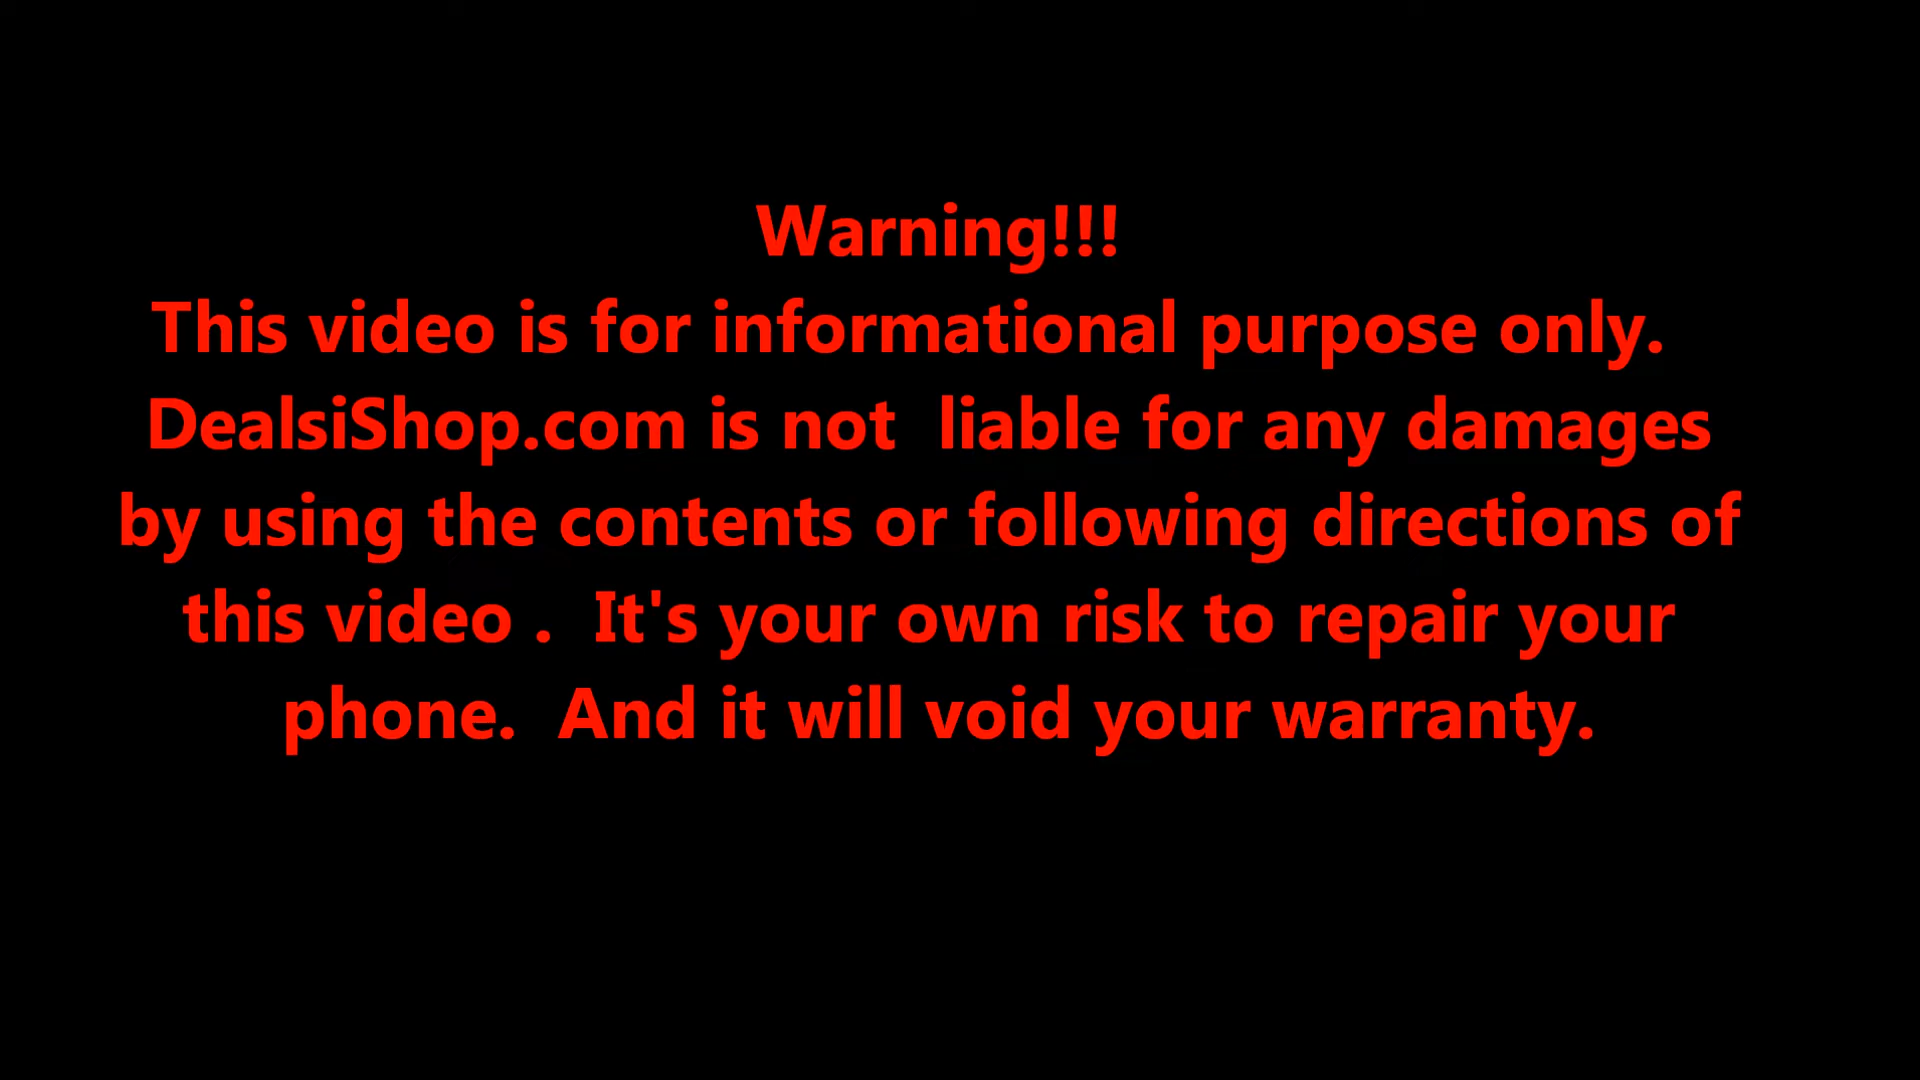 Warning!!!
This video is for informational purpose only.
DealsiShop.com is not  liable for any damages
by using the contents or following directions of
this video .  It's your own risk to repair your
phone.  And it will void your warranty.